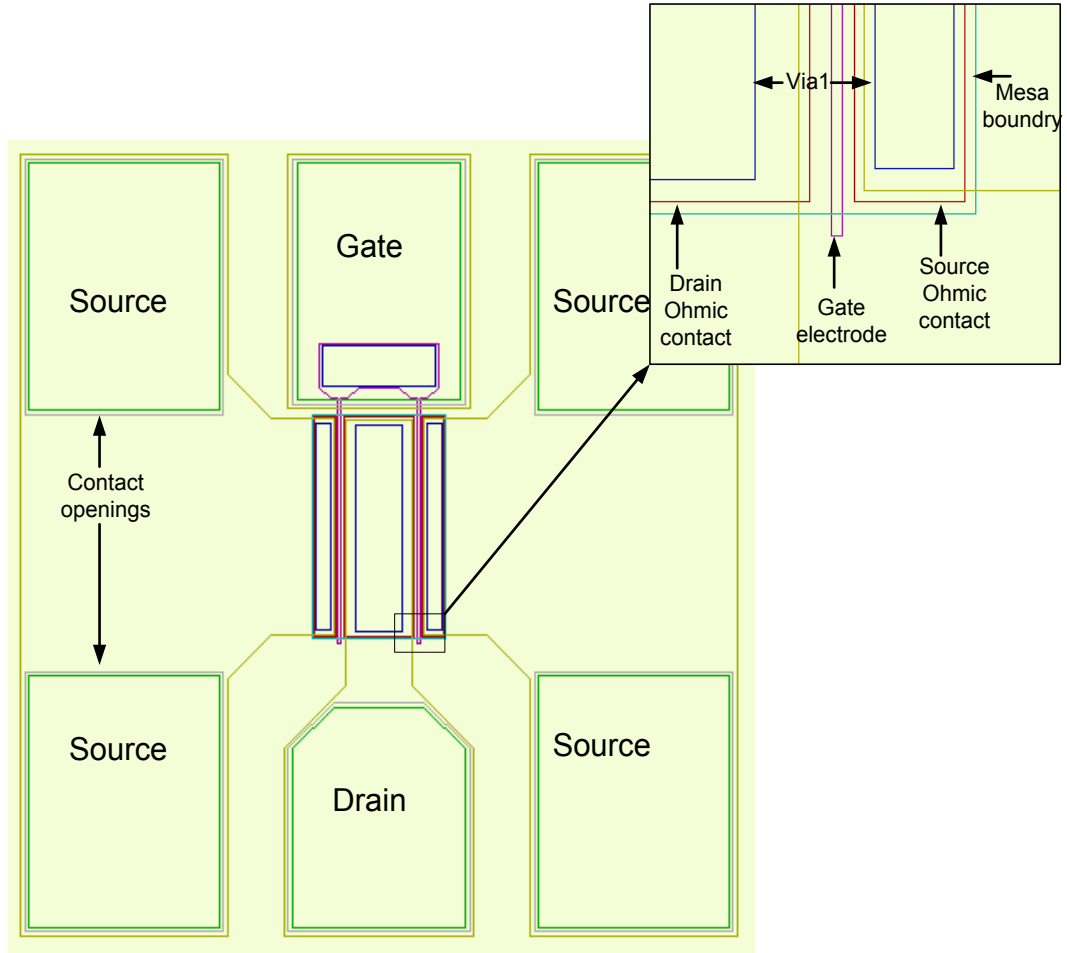 Via1
Mesa
boundry
Gate
Source
Source
Drain
Ohmic
contact
Gate
electrode
Source
Ohmic
contact
Contact
openings
Source
Drain
Source